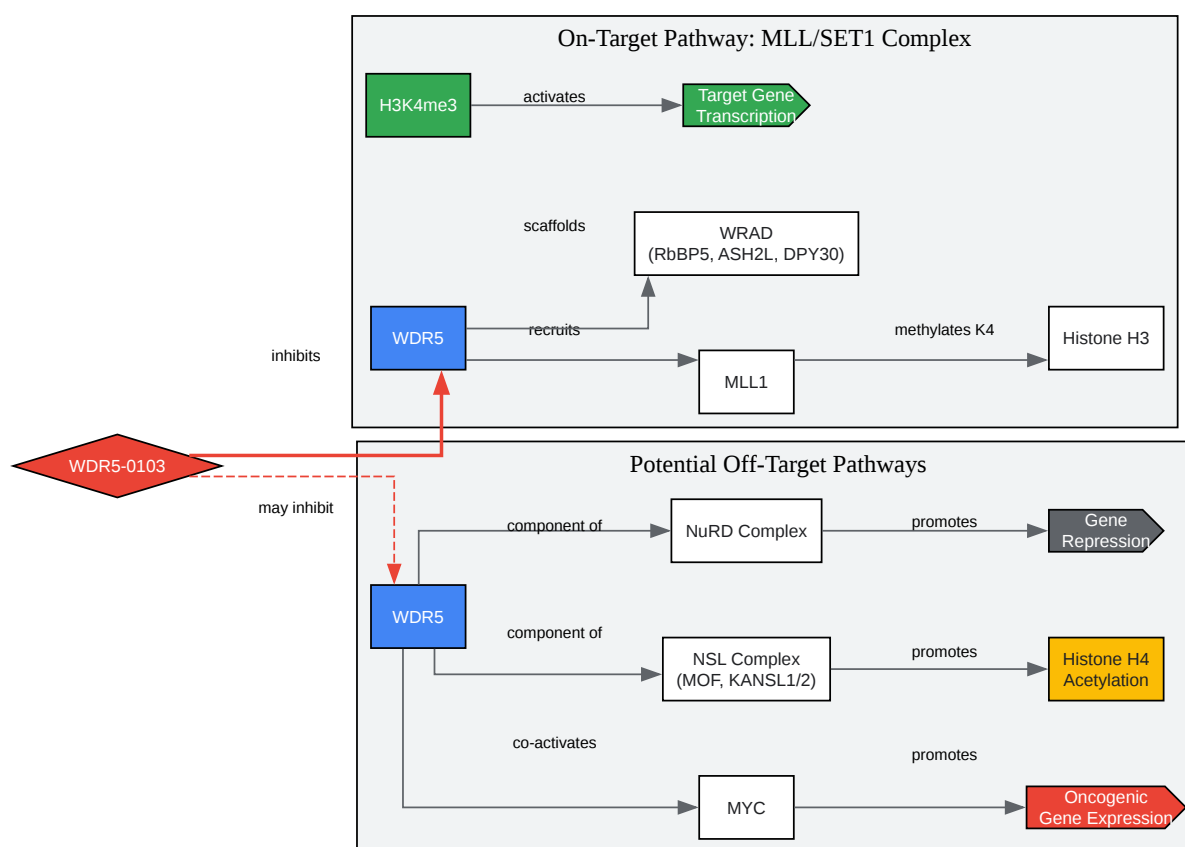 On-Target Pathway: MLL/SET1 Complex
H3K4me3
activates
Target Gene
Transcription
scaffolds
WRAD
(RbBP5, ASH2L, DPY30)
WDR5
recruits
MLL1
methylates K4
Histone H3
inhibits
WDR5-0103
may inhibit
Potential Off-Target Pathways
component of
NuRD Complex
promotes
Gene
Repression
WDR5
component of
NSL Complex
(MOF, KANSL1/2)
promotes
Histone H4
Acetylation
co-activates
MYC
promotes
Oncogenic
Gene Expression